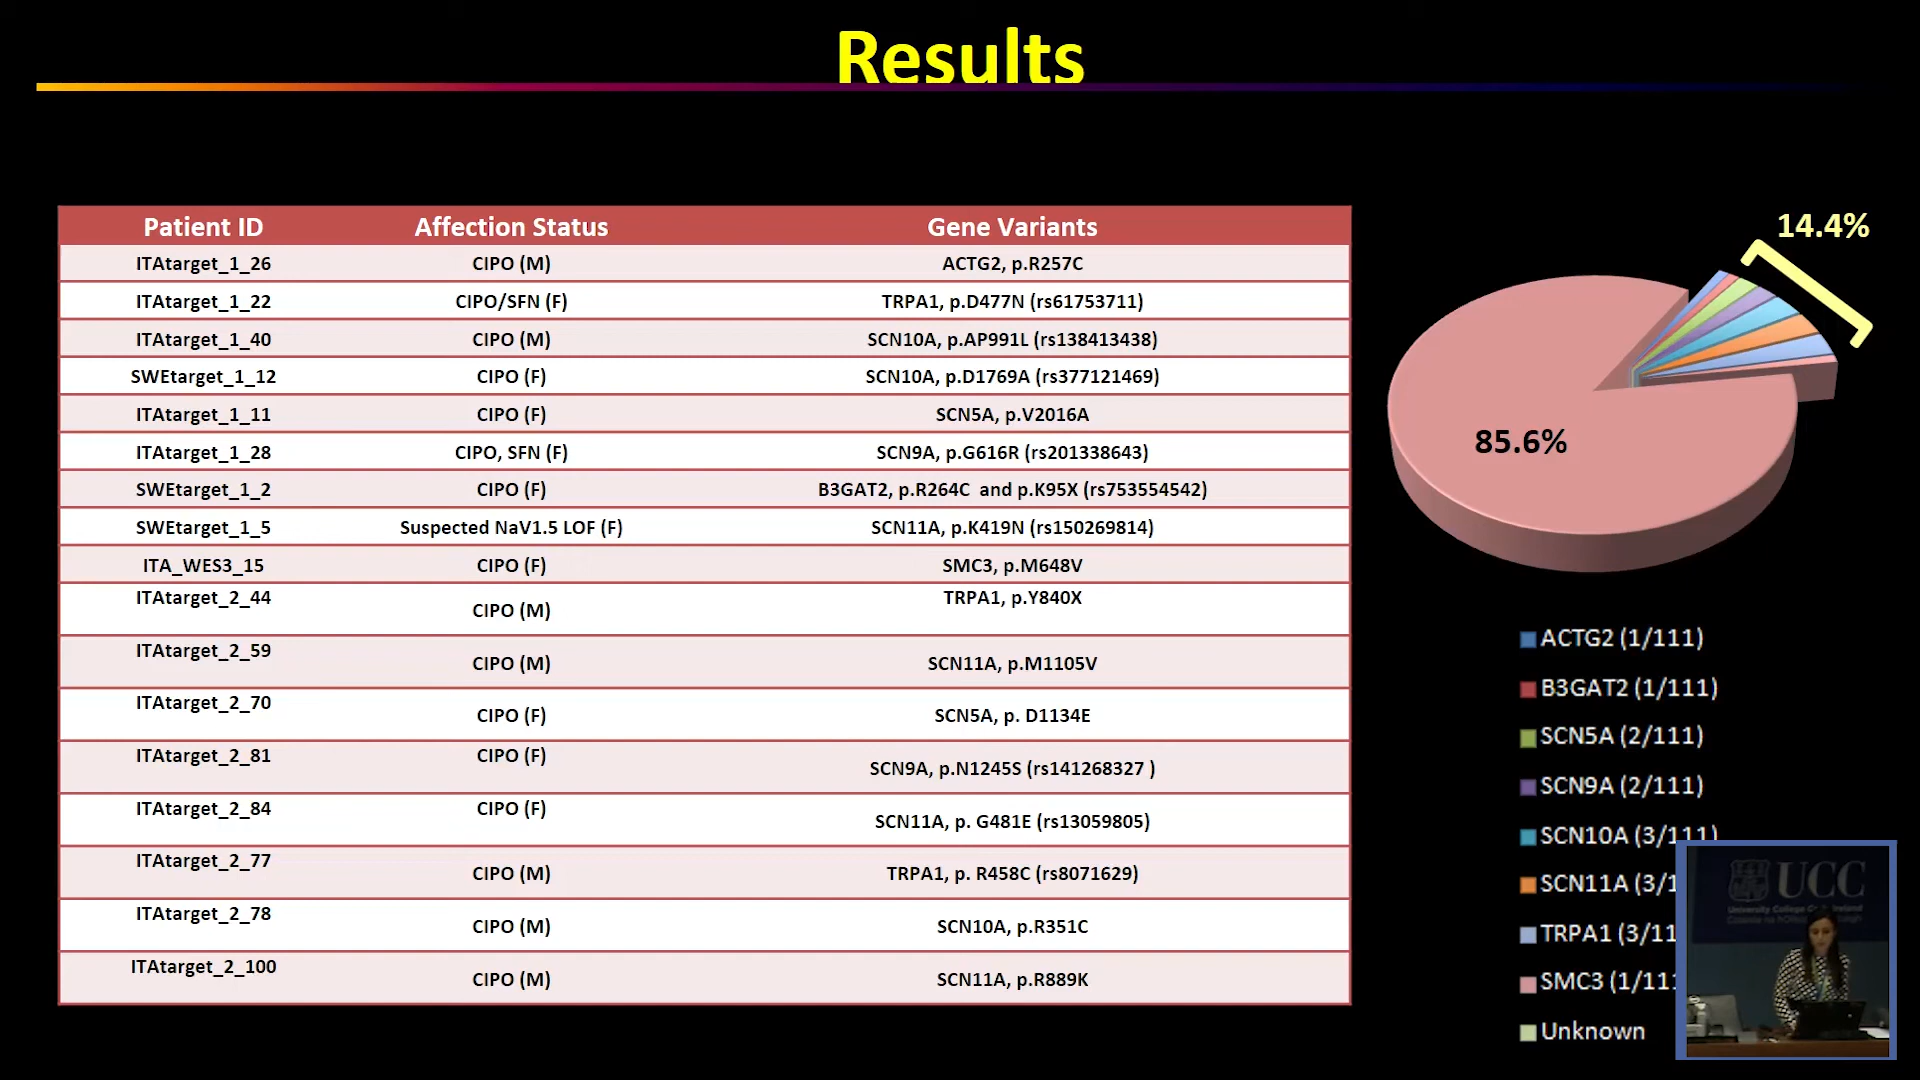 Results
Patient ID Affection Status Gene Variants
ITAtarget_1_26 CIPO (M) ACTG2, p.R257C
ITAtarget_1_22 CIPO/SFN (F) TRPA1, p.D477N (rs61753711)
ITAtarget_1_40 CIPO (M) SCN10A, p.AP991L (rs138413438)
SWEtarget_1_12 CIPO (F) SCN10A, p.D1769A (rs377121469)
ITAtarget_1_11 CIPO (F) SCN5A, p.V2016A
ITAtarget_1_28 CIPO, SFN (F) SCN9A, p.G616R (rs201338643)
SWEtarget_1_2 CIPO (F) B3GAT2, p.R264C and p.K95X (rs753554542)
SWEtarget_1_5 Suspected NaV1.5 LOF (F) SCN11A, p.K419N (rs150269814)
ITA_WES3_15 CIPO (F) SMC3, p.M648V
ITAtarget_2_44 CIPO (M) TRPA1, p.Y840X
ITAtarget_2_59 CIPO (M) SCN11A, p.M1105V
ITAtarget_2_70 CIPO (F) SCN5A, p. D1134E
ITAtarget_2_81 CIPO (F) SCN9A, p.N1245S (rs141268327 )
ITAtarget_2_84 CIPO (F) SCN11A, p. G481E (rs13059805)
ITAtarget_2_77 CIPO (M) TRPA1, p. R458C (rs8071629)
ITAtarget_2_78 CIPO (M) SCN10A, p.R351C
ITAtarget_2_100 CIPO (M) SCN11A, p.R889K
14.4%
85.6%
ACTG2 (1/111)
B3GAT2 (1/111)
SCN5A (2/111)
SCN9A (2/111)
SCN10A (3/111)
SCN11A (3/1
TRPA1 (3/11
SMC3 (1/111
Unknown
UCC